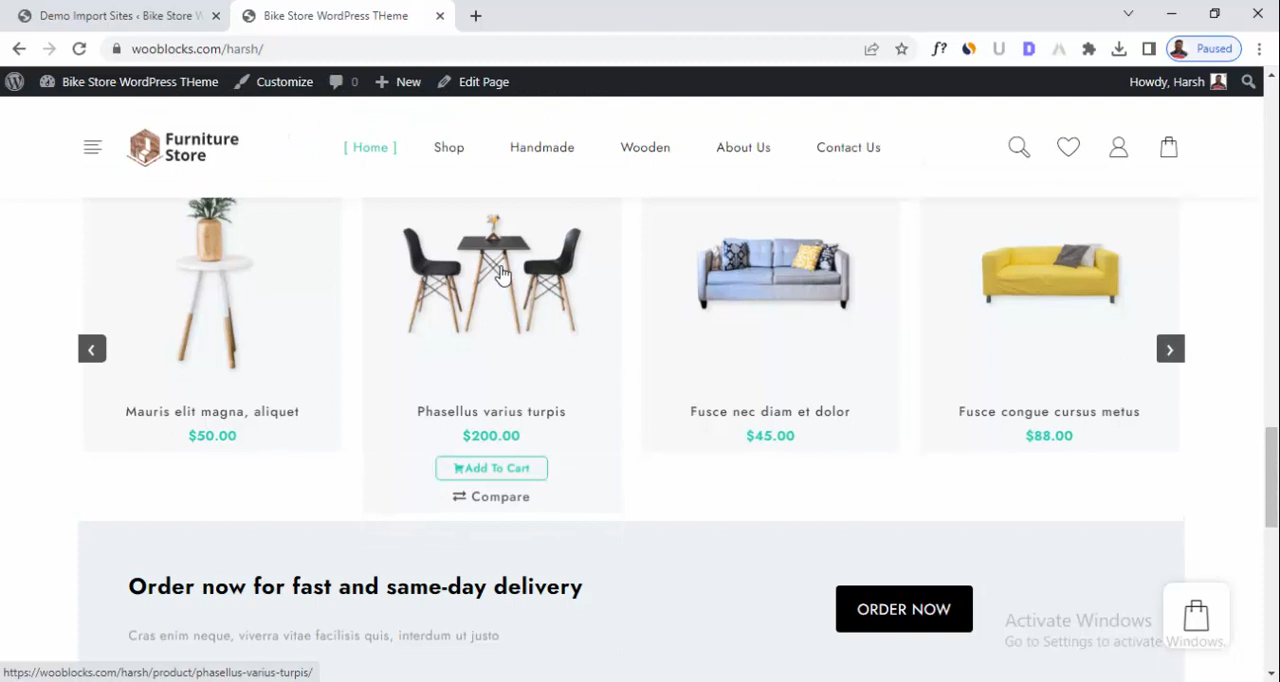 Demo Import Sites ‹ Bike Store W
Bike Store WordPress THeme
wooblocks.com/harsh/
f?
U
D
Paused
Bike Store WordPress THeme
Customize
0
New
Edit Page
Howdy, Harsh
Furniture
Store
[ Home ]
Shop
Handmade
Wooden
About Us
Contact Us
Mauris elit magna, aliquet
$50.00
Phasellus varius turpis
$200.00
Add To Cart
Compare
Fusce nec diam et dolor
$45.00
Fusce congue cursus metus
$88.00
Order now for fast and same-day delivery
Cras enim neque, viverra vitae facilisis quis, interdum ut justo
ORDER NOW
Activate Windows
Go to Settings to activate Windows.
https://wooblocks.com/harsh/product/phasellus-varius-turpis/